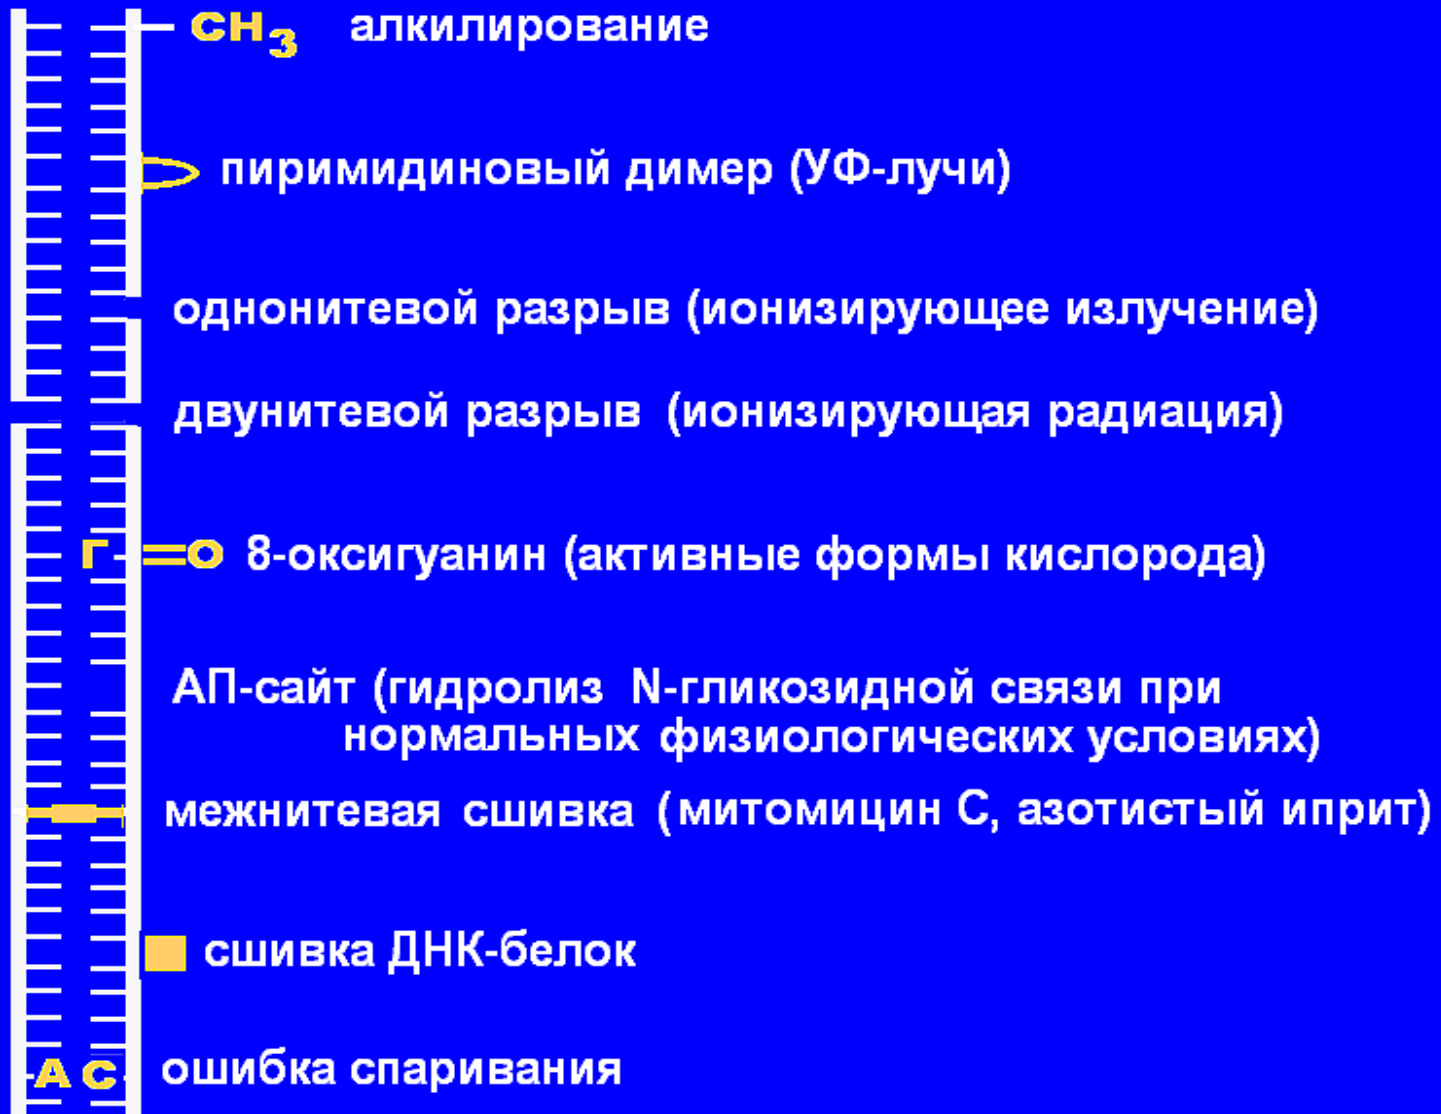 CH3 алкилирование
пиримидиновый димер (УФ-лучи)
однонитевой разрыв (ионизирующее излучение)
двунитевой разрыв (ионизирующая радиация)
Г =О 8-оксигуанин (активные формы кислорода)
АП-сайт (гидролиз N-гликозидной связи при
нормальных физиологических условиях)
межнитевая сшивка (митомицин С, азотистый иприт)
сшивка ДНК-белок
А С ошибка спаривания